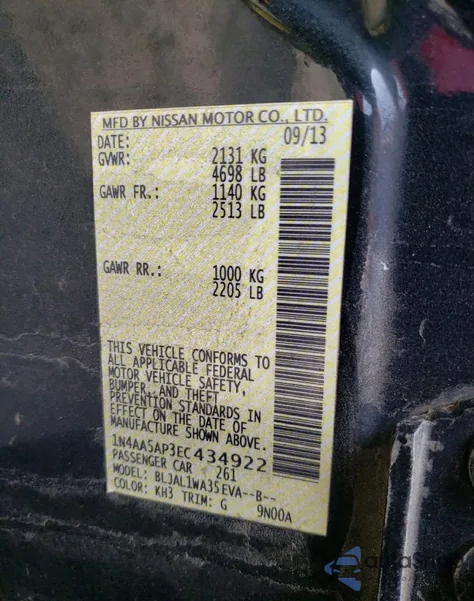 MFD BY NISSAN MOTOR CO., LTD.
DATE: 09/13
GVWR: 2131 KG
4698 LB
GAWR FR.: 1140 KG
2513 LB
GAWR RR.: 1000 KG
2205 LB
THIS VEHICLE CONFORMS TO
ALL APPLICABLE FEDERAL
MOTOR VEHICLE SAFETY,
BUMPER, AND THEFT
PREVENTION STANDARDS IN
EFFECT ON THE DATE OF
MANUFACTURE SHOWN ABOVE.
1N4AA5AP3EC434922
PASSENGER CAR 261
MODEL: BLJAL1WA35EVA--B--
COLOR: KH3 TRIM: G 9N00A